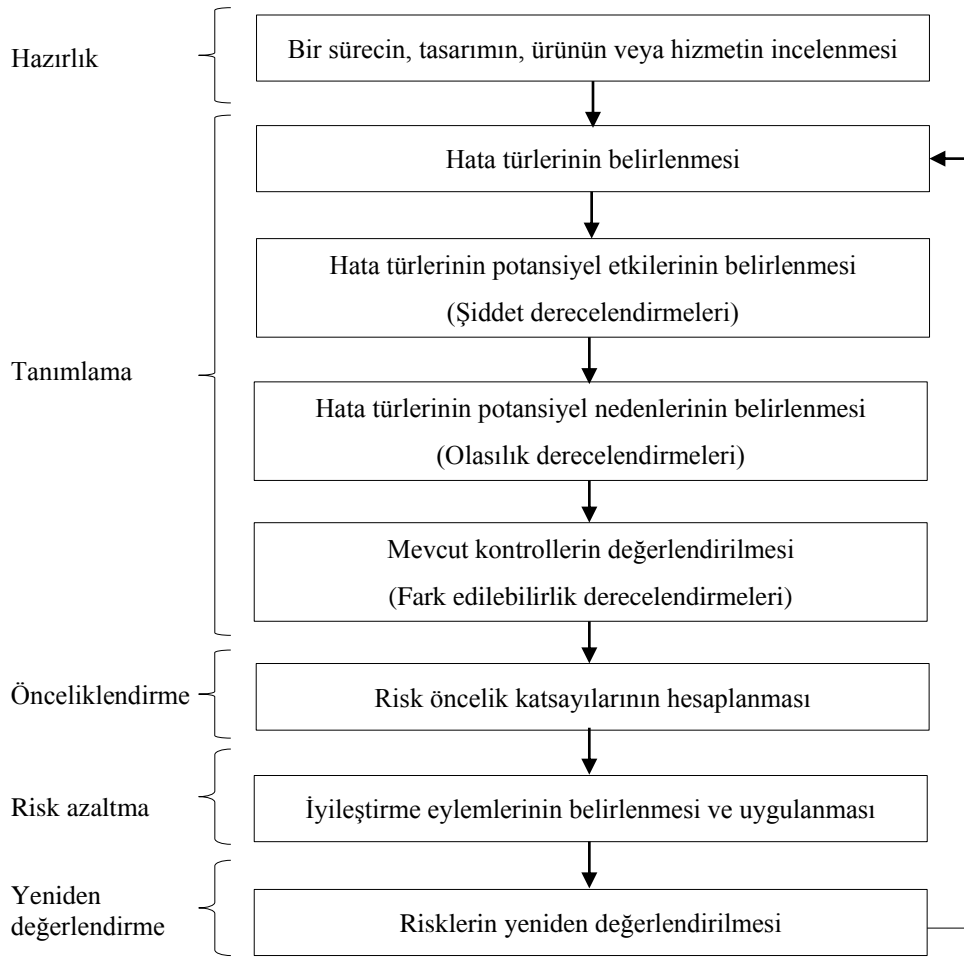 Hazırlık
Bir sürecin, tasarımın, ürünün veya hizmetin incelenmesi
Tanımlama
Hata türlerinin belirlenmesi
Hata türlerinin potansiyel etkilerinin belirlenmesi
(Şiddet derecelendirmeleri)
Hata türlerinin potansiyel nedenlerinin belirlenmesi
(Olasılık derecelendirmeleri)
Mevcut kontrollerin değerlendirilmesi
(Fark edilebilirlik derecelendirmeleri)
Önceliklendirme
Risk öncelik katsayılarının hesaplanması
Risk azaltma
İyileştirme eylemlerinin belirlenmesi ve uygulanması
Yeniden
değerlendirme
Risklerin yeniden değerlendirilmesi